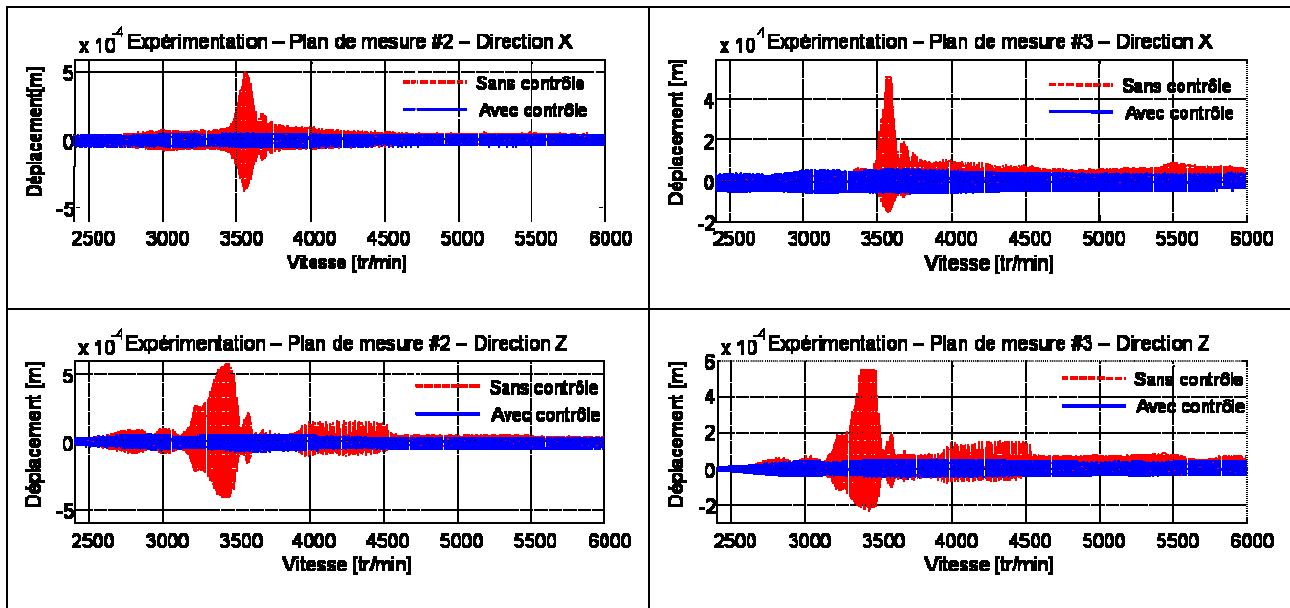 x 10-4 Expérimentation – Plan de mesure #2 – Direction X
Déplacement[m]
5
0
-5
Sans contrôle
Avec contrôle
2500 3000 3500 4000 4500 5000 5500 6000
Vitesse [tr/min]
x 10-4 Expérimentation – Plan de mesure #3 – Direction X
Déplacement [m]
4
2
0
-2
Sans contrôle
Avec contrôle
2500 3000 3500 4000 4500 5000 5500 6000
Vitesse [tr/min]
x 10-4 Expérimentation – Plan de mesure #2 – Direction Z
Déplacement [m]
5
0
-5
Sans contrôle
Avec contrôle
2500 3000 3500 4000 4500 5000 5500 6000
Vitesse [tr/min]
x 10-4 Expérimentation – Plan de mesure #3 – Direction Z
Déplacement [m]
6
4
2
0
-2
Sans contrôle
Avec contrôle
2500 3000 3500 4000 4500 5000 5500 6000
Vitesse [tr/min]